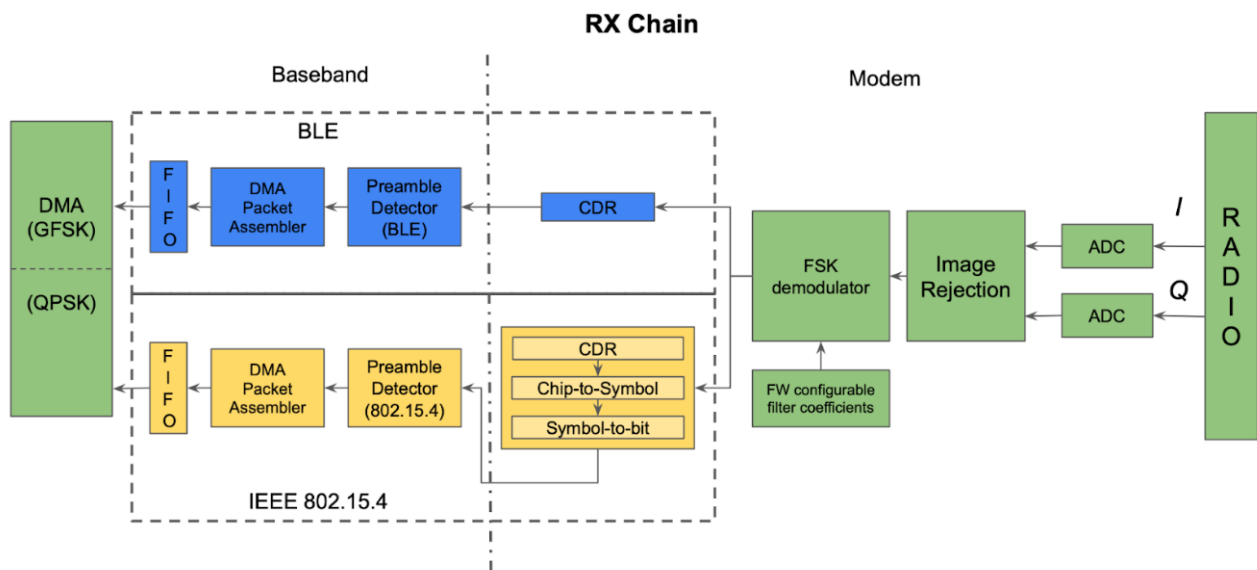 RX Chain
Baseband
Modem
BLE
DMA
(GFSK)
(QPSK)
F
I
F
O
DMA
Packet
Assembler
Preamble
Detector
(BLE)
CDR
FSK
demodulator
Image
Rejection
ADC
ADC
I
Q
R
A
D
I
O
F
I
F
O
DMA
Packet
Assembler
Preamble
Detector
(802.15.4)
CDR
Chip-to-Symbol
Symbol-to-bit
FW configurable
filter coefficients
IEEE 802.15.4